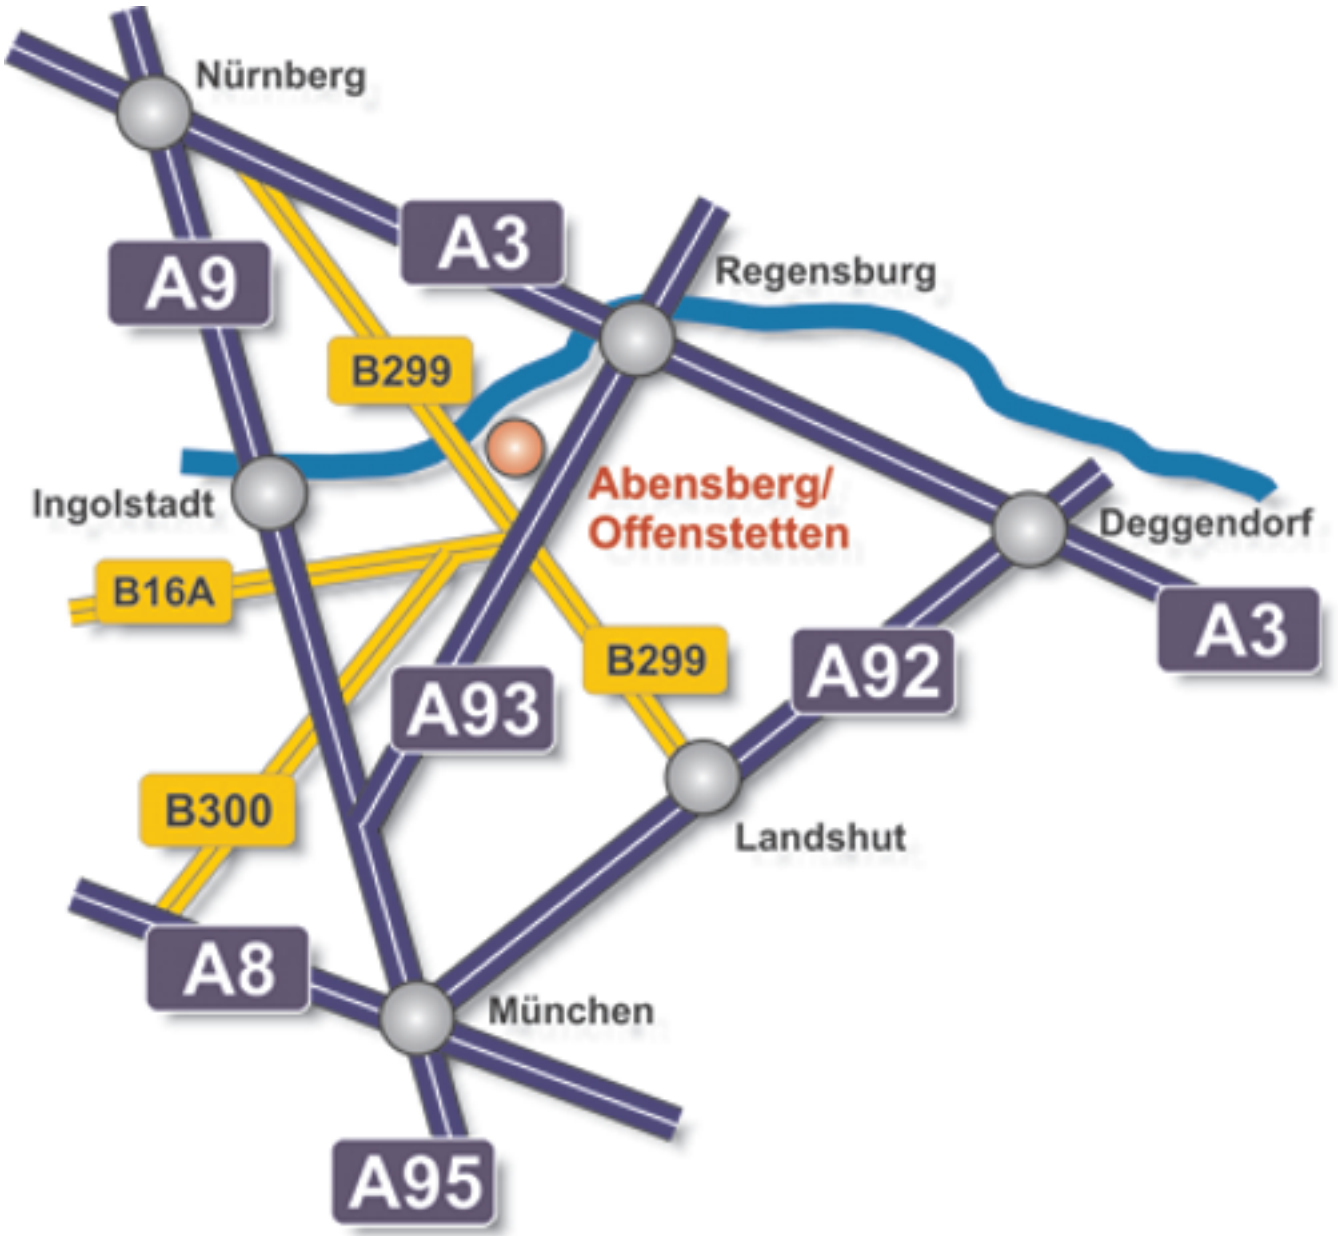 Nürnberg
A3
A9
Regensburg
B299
Ingolstadt
Abensberg/
Offenstetten
Deggendorf
B16A
A3
B299
A92
A93
B300
Landshut
A8
München
A95